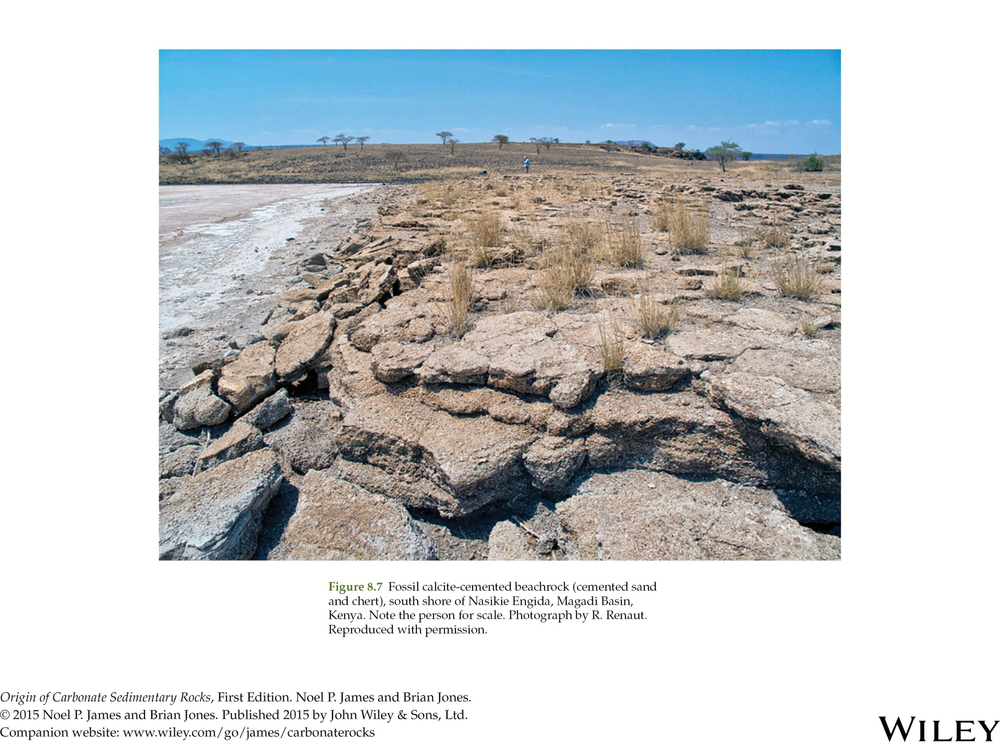 Figure 8.7 Fossil calcite-cemented beachrock (cemented sand
and chert), south shore of Nasikie Engida, Magadi Basin,
Kenya. Note the person for scale. Photograph by R. Renaut.
Reproduced with permission.
Origin of Carbonate Sedimentary Rocks, First Edition. Noel P. James and Brian Jones.
© 2015 Noel P. James and Brian Jones. Published 2015 by John Wiley & Sons, Ltd.
Companion website: www.wiley.com/go/james/carbonaterocks
WILEY